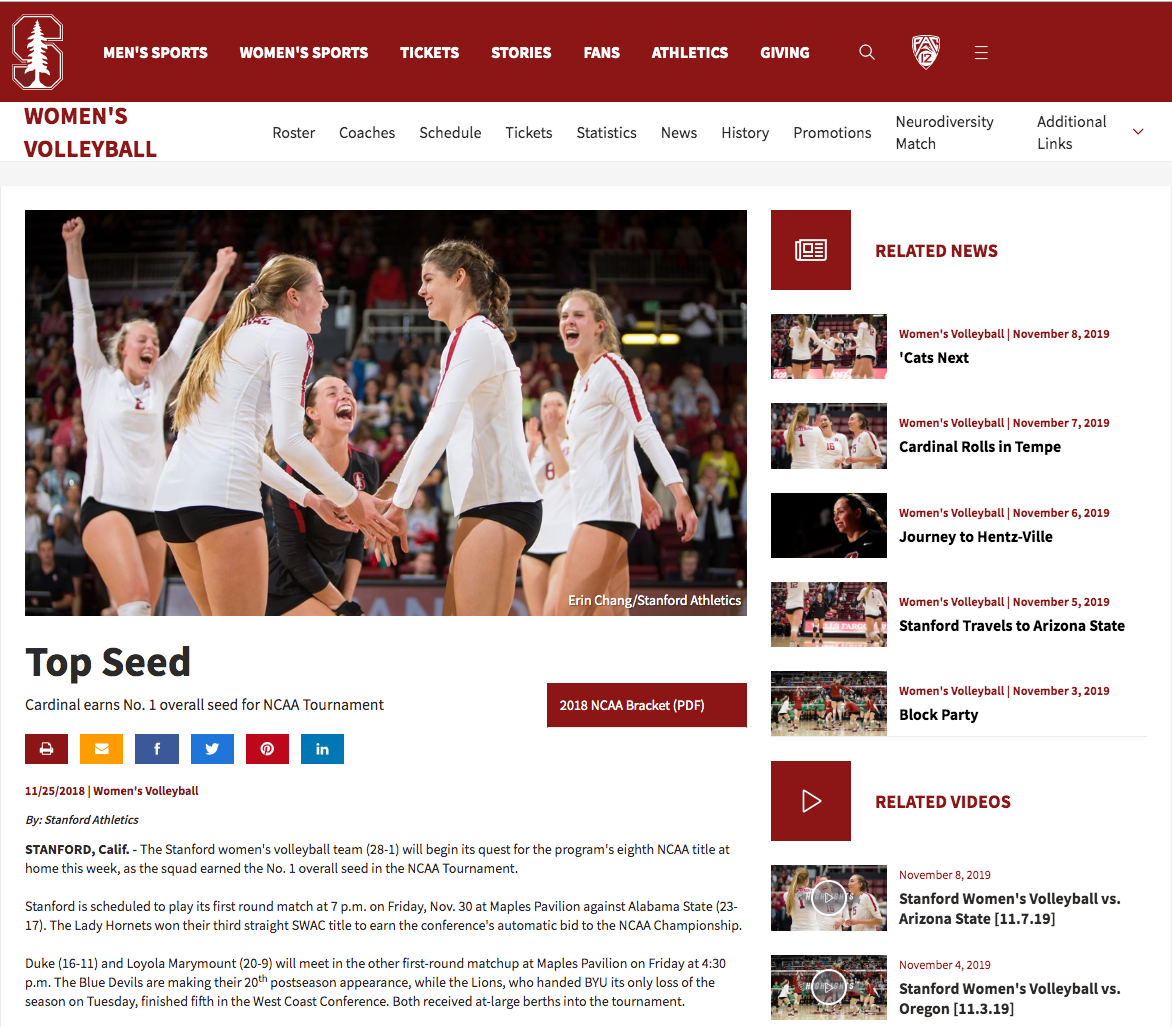 S
MEN'S SPORTS WOMEN'S SPORTS TICKETS STORIES FANS ATHLETICS GIVING
PAC
12
WOMEN'S
VOLLEYBALL
Roster Coaches Schedule Tickets Statistics News History Promotions
Neurodiversity
Match
Additional
Links
Erin Chang/Stanford Athletics
Top Seed
Cardinal earns No. 1 overall seed for NCAA Tournament
2018 NCAA Bracket (PDF)
f
in
11/25/2018 | Women's Volleyball
By: Stanford Athletics
STANFORD, Calif. - The Stanford women's volleyball team (28-1) will begin its quest for the program's eighth NCAA title at
home this week, as the squad earned the No. 1 overall seed in the NCAA Tournament.
Stanford is scheduled to play its first round match at 7 p.m. on Friday, Nov. 30 at Maples Pavilion against Alabama State (23-
17). The Lady Hornets won their third straight SWAC title to earn the conference's automatic bid to the NCAA Championship.
Duke (16-11) and Loyola Marymount (20-9) will meet in the other first-round matchup at Maples Pavilion on Friday at 4:30
p.m. The Blue Devils are making their 20th postseason appearance, while the Lions, who handed BYU its only loss of the
season on Tuesday, finished fifth in the West Coast Conference. Both received at-large berths into the tournament.
RELATED NEWS
Women's Volleyball | November 8, 2019
'Cats Next
Women's Volleyball | November 7, 2019
Cardinal Rolls in Tempe
Women's Volleyball | November 6, 2019
Journey to Hentz-Ville
Women's Volleyball | November 5, 2019
Stanford Travels to Arizona State
Women's Volleyball | November 3, 2019
Block Party
RELATED VIDEOS
November 8, 2019
Stanford Women's Volleyball vs.
Arizona State [11.7.19]
November 4, 2019
Stanford Women's Volleyball vs.
Oregon [11.3.19]